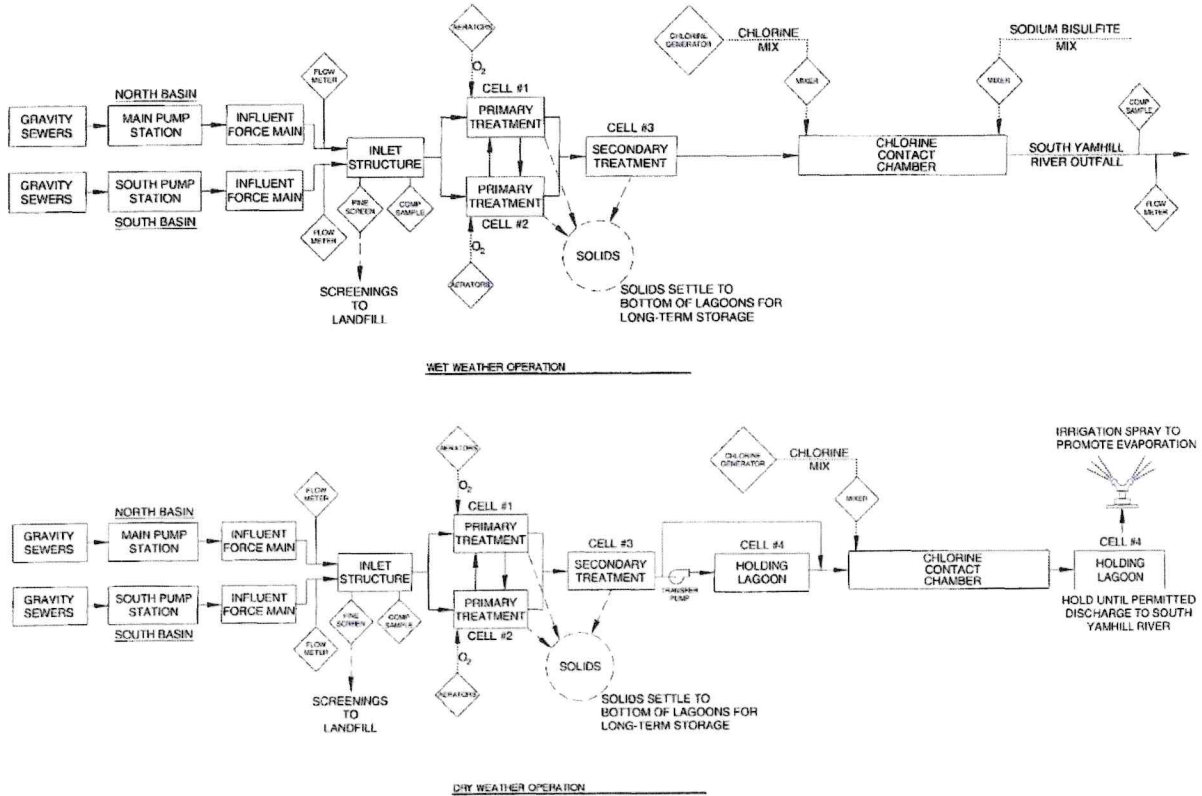 AERATORS
O2
CHLORINE GENERATOR
CHLORINE
MIX
MIXER
SODIUM BISULFITE
MIX
MIXER
COMP SAMPLE
FLOW METER
NORTH BASIN
GRAVITY
SEWERS
MAIN PUMP
STATION
INFLUENT
FORCE MAIN
CELL #1
PRIMARY
TREATMENT
INLET
STRUCTURE
CELL #3
SECONDARY
TREATMENT
CHLORINE
CONTACT
CHAMBER
SOUTH YAMHILL
RIVER OUTFALL
GRAVITY
SEWERS
SOUTH PUMP
STATION
SOUTH BASIN
INFLUENT
FORCE MAIN
PRIMARY
TREATMENT
CELL #2
FLOW METER
FINE SCREEN
COMP SAMPLE
O2
AERATORS
FLOW METER
SCREENINGS
TO
LANDFILL
SOLIDS
SOLIDS SETTLE TO
BOTTOM OF LAGOONS FOR
LONG-TERM STORAGE
WET WEATHER OPERATION
AERATORS
O2
CHLORINE GENERATOR
CHLORINE
MIX
MIXER
IRRIGATION SPRAY TO
PROMOTE EVAPORATION
FLOW METER
NORTH BASIN
GRAVITY
SEWERS
MAIN PUMP
STATION
INFLUENT
FORCE MAIN
CELL #1
PRIMARY
TREATMENT
INLET
STRUCTURE
CELL #3
SECONDARY
TREATMENT
TRANSFER
PUMP
CELL #4
HOLDING
LAGOON
CHLORINE
CONTACT
CHAMBER
CELL #4
HOLDING
LAGOON
HOLD UNTIL PERMITTED
DISCHARGE TO SOUTH
YAMHILL RIVER
GRAVITY
SEWERS
SOUTH PUMP
STATION
SOUTH BASIN
INFLUENT
FORCE MAIN
PRIMARY
TREATMENT
CELL #2
FLOW METER
FINE SCREEN
COMP SAMPLE
O2
AERATORS
SCREENINGS
TO
LANDFILL
SOLIDS
SOLIDS SETTLE TO
BOTTOM OF LAGOONS FOR
LONG-TERM STORAGE
DRY WEATHER OPERATION